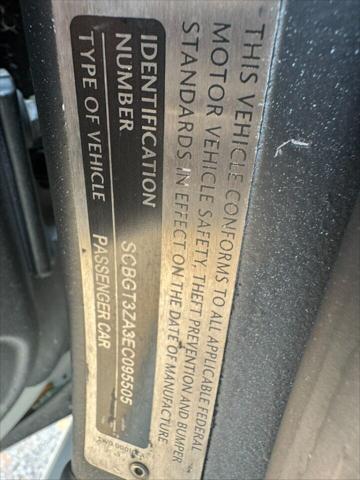 THIS VEHICLE CONFORMS TO ALL APPLICABLE FEDERAL
MOTOR VEHICLE SAFETY, THEFT PREVENTION AND BUMPER
STANDARDS IN EFFECT ON THE DATE OF MANUFACTURE
IDENTIFICATION
NUMBER SCBGT3ZA3EC095505
TYPE OF VEHICLE PASSENGER CAR